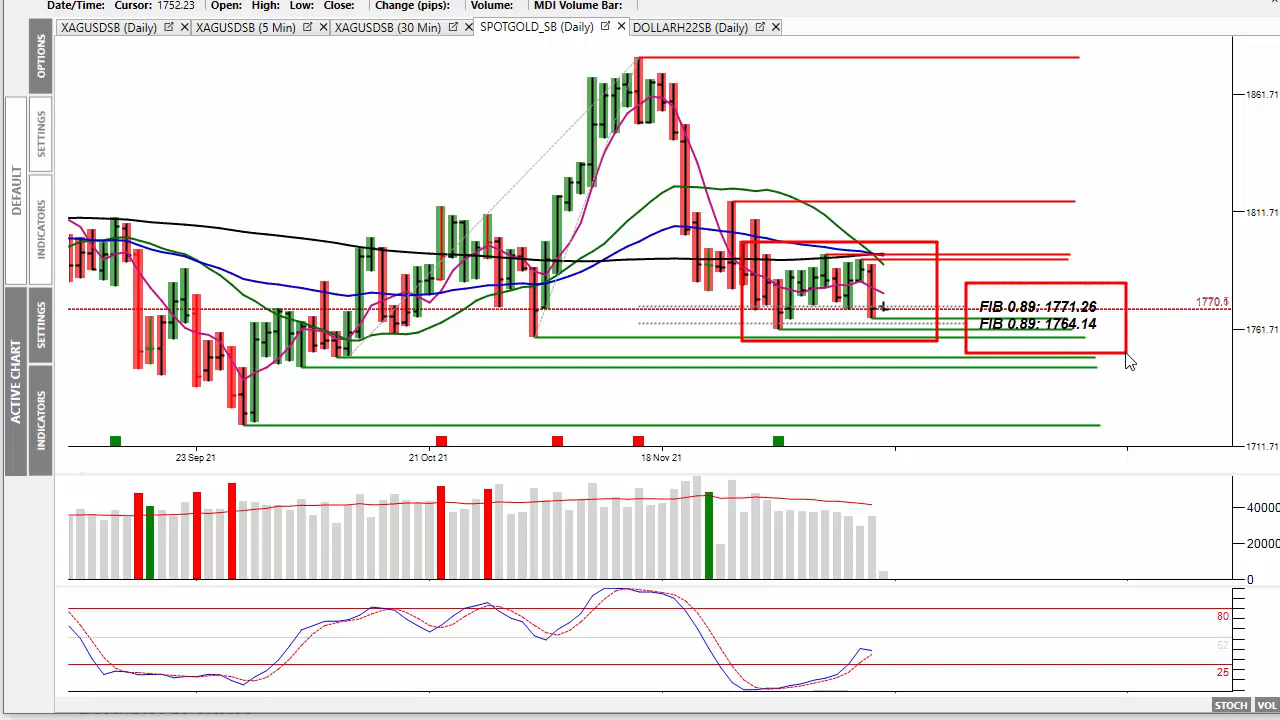 Date/Time: Cursor: 1752.23 Open: High: Low: Close: Change (pips): Volume: MDI Volume Bar:
XAGUSDSB (Daily) XAGUSDSB (5 Min) XAGUSDSB (30 Min) SPOTGOLD_SB (Daily) DOLLARH22SB (Daily)
OPTIONS
SETTINGS
DEFAULT
INDICATORS
SETTINGS
ACTIVE CHART
INDICATORS
1861.71
1811.71
1770.5
FIB 0.89: 1771.26
FIB 0.89: 1764.14
1761.71
1711.71
23 Sep 21 21 Oct 21 18 Nov 21
40000
20000
0
80
52
25
STOCH VOL